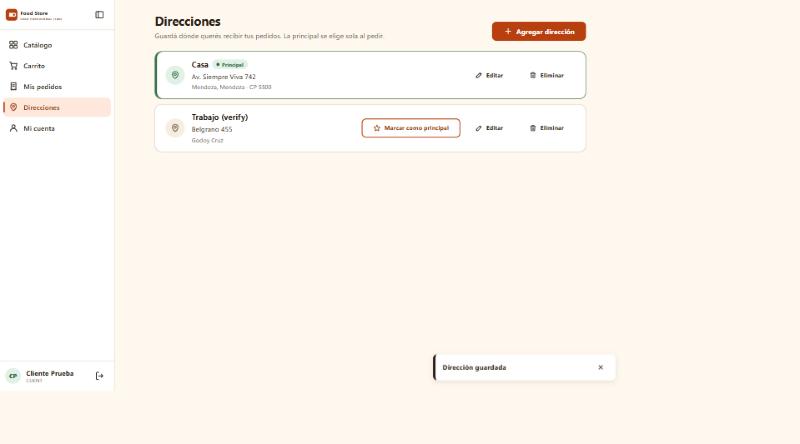 Food Store
Catálogo
Carrito
Mis pedidos
Direcciones
Mi cuenta
CP
Cliente Prueba
CLIENT
Direcciones
Guardá dónde querés recibir tus pedidos. La principal se elige sola al pedir.
Agregar dirección
Casa
Principal
Av. Siempre Viva 742
Mendoza, Mendoza · CP 5500
Editar
Eliminar
Trabajo (verify)
Belgrano 455
Godoy Cruz
Marcar como principal
Editar
Eliminar
Dirección guardada